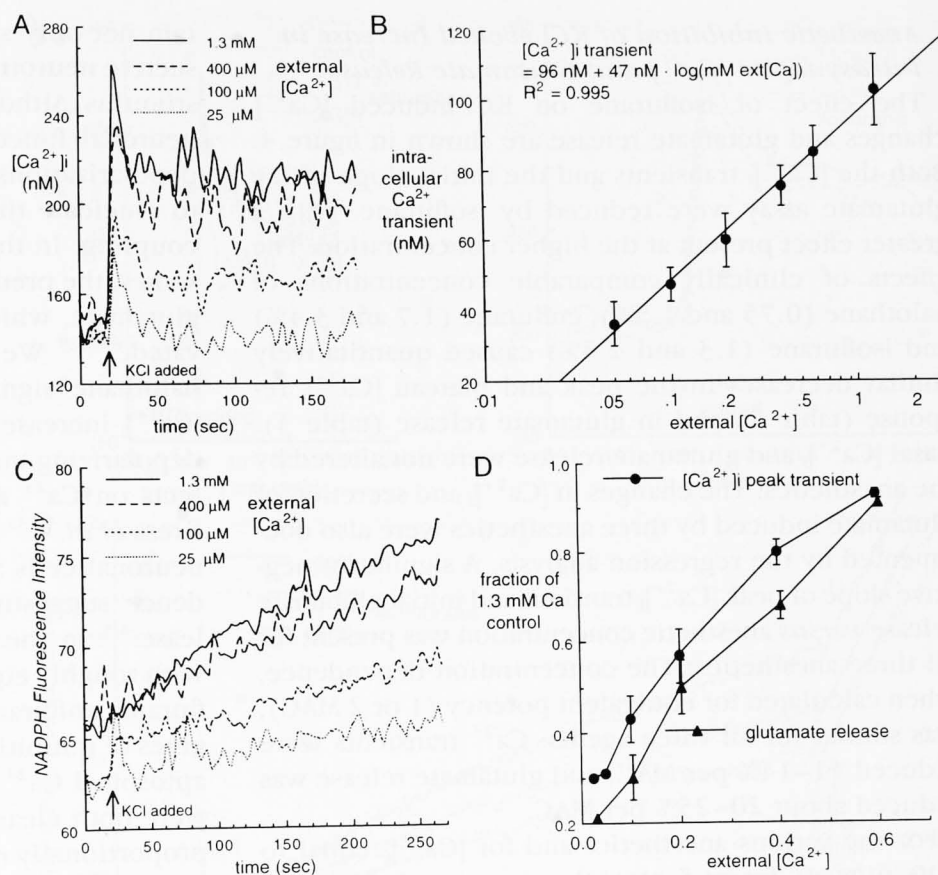 A
280
240
[Ca²⁺]i
(nM)
200
160
120
0
50
100
150
time (sec)
KCl added
1.3 mM
400 µM
100 µM
25 µM
external
[Ca²⁺]
B
120
100
80
60
40
20
intra-
cellular
Ca²⁺
transient
(nM)
[Ca²⁺]i transient
= 96 nM + 47 nM · log(mM ext[Ca])
R² = 0.995
.01
.05
.1
.2
.5
1
2
external [Ca²⁺]
C
80
75
70
65
60
NADPH Fluorescence Intensity
1.3 mM
400 µM
100 µM
25 µM
external
[Ca²⁺]
KCl added
0
50
100
150
200
250
time (sec)
D
1.0
0.8
0.6
0.4
0.2
fraction of
1.3 mM Ca
control
[Ca²⁺]i peak transient
glutamate release
0.0
0.2
0.4
0.6
external [Ca²⁺]